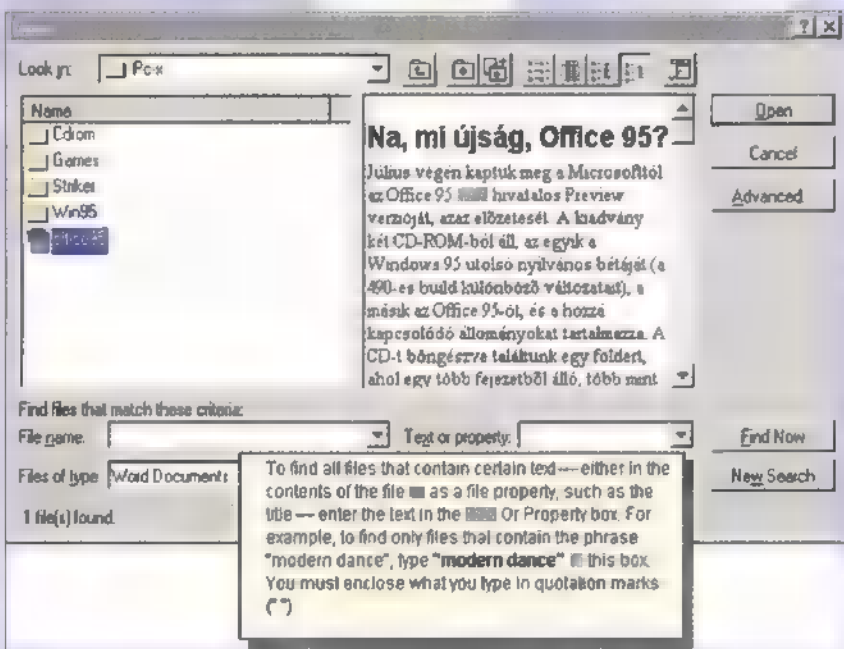 ? X
Look in: Pc-x
Name
Cdrom
Games
Striker
Win95
Na, mi újság, Office 95?
Július végén kaptuk meg a Microsofttól
az Office 95 hivatalos Preview
verzióját, azaz előzetesét. A kiadvány
két CD-ROM-ból áll, az egyik a
Windows 95 utolsó nyilvános bétáját (a
490-es build különböző változatait), a
másik az Office 95-öt, és a hozzá
kapcsolódó állományokat tartalmazza. A
CD-t böngészve találtunk egy foldert,
ahol egy több fejezetből álló, több mint
Open
Cancel
Advanced
Find files that match these criteria:
File name:
Text or property:
Find Now
Files of type: Word Documents
New Search
1 file(s) found.
To find all files that contain certain text — either in the
contents of the file as a file property, such as the
title — enter the text in the Or Property box. For
example, to find only files that contain the phrase
"modern dance", type "modern dance" this box.
You must enclose what you type in quotation marks
(" ")